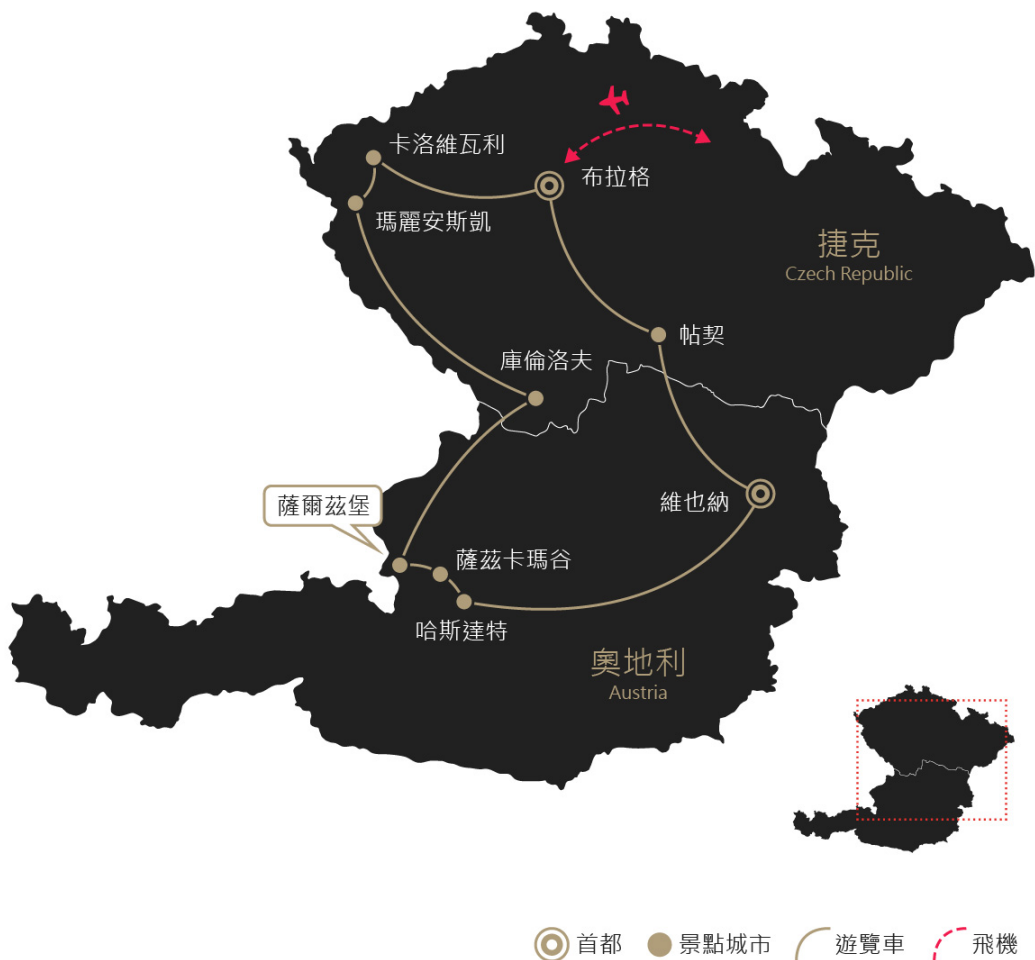 卡洛維瓦利
布拉格
瑪麗安斯凱
捷克
Czech Republic
帖契
庫倫洛夫
薩爾茲堡
維也納
薩茲卡瑪谷
哈斯達特
奧地利
Austria
首都
景點城市
遊覽車
飛機